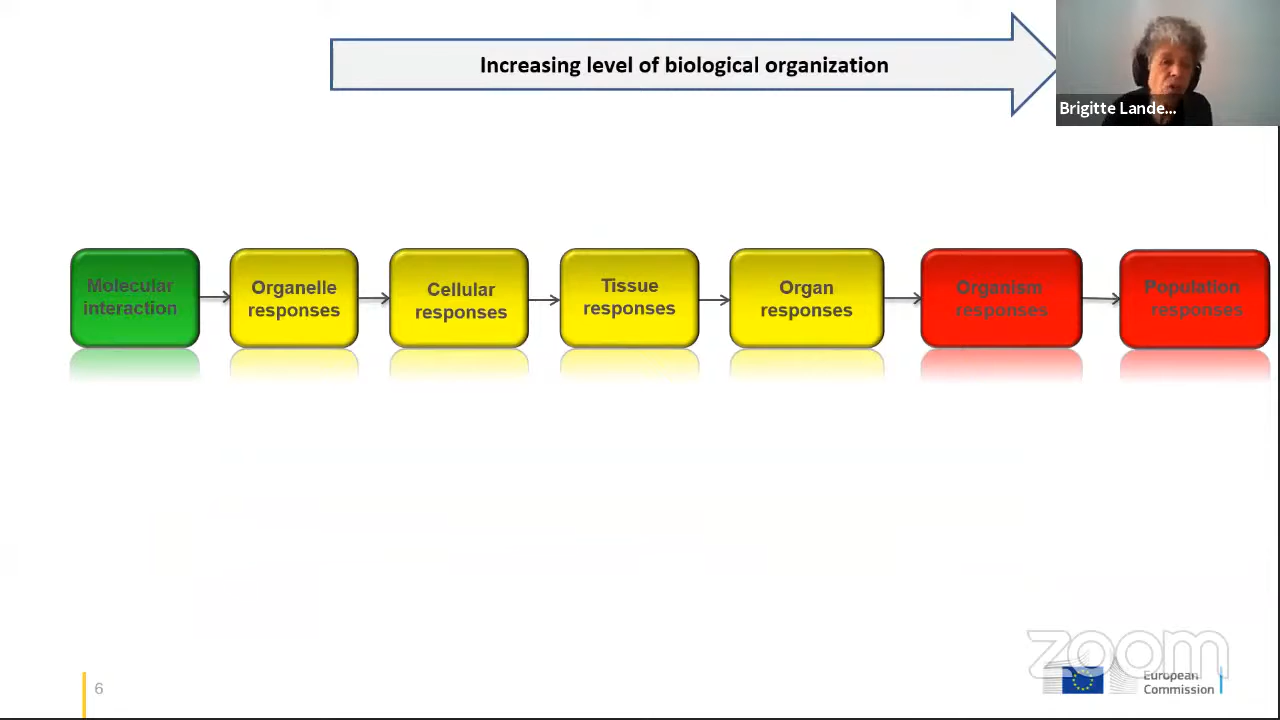 Increasing level of biological organization
Brigitte Lande...
Molecular
interaction
Organelle
responses
Cellular
responses
Tissue
responses
Organ
responses
Organism
responses
Population
responses
6
zoom
European
Commission